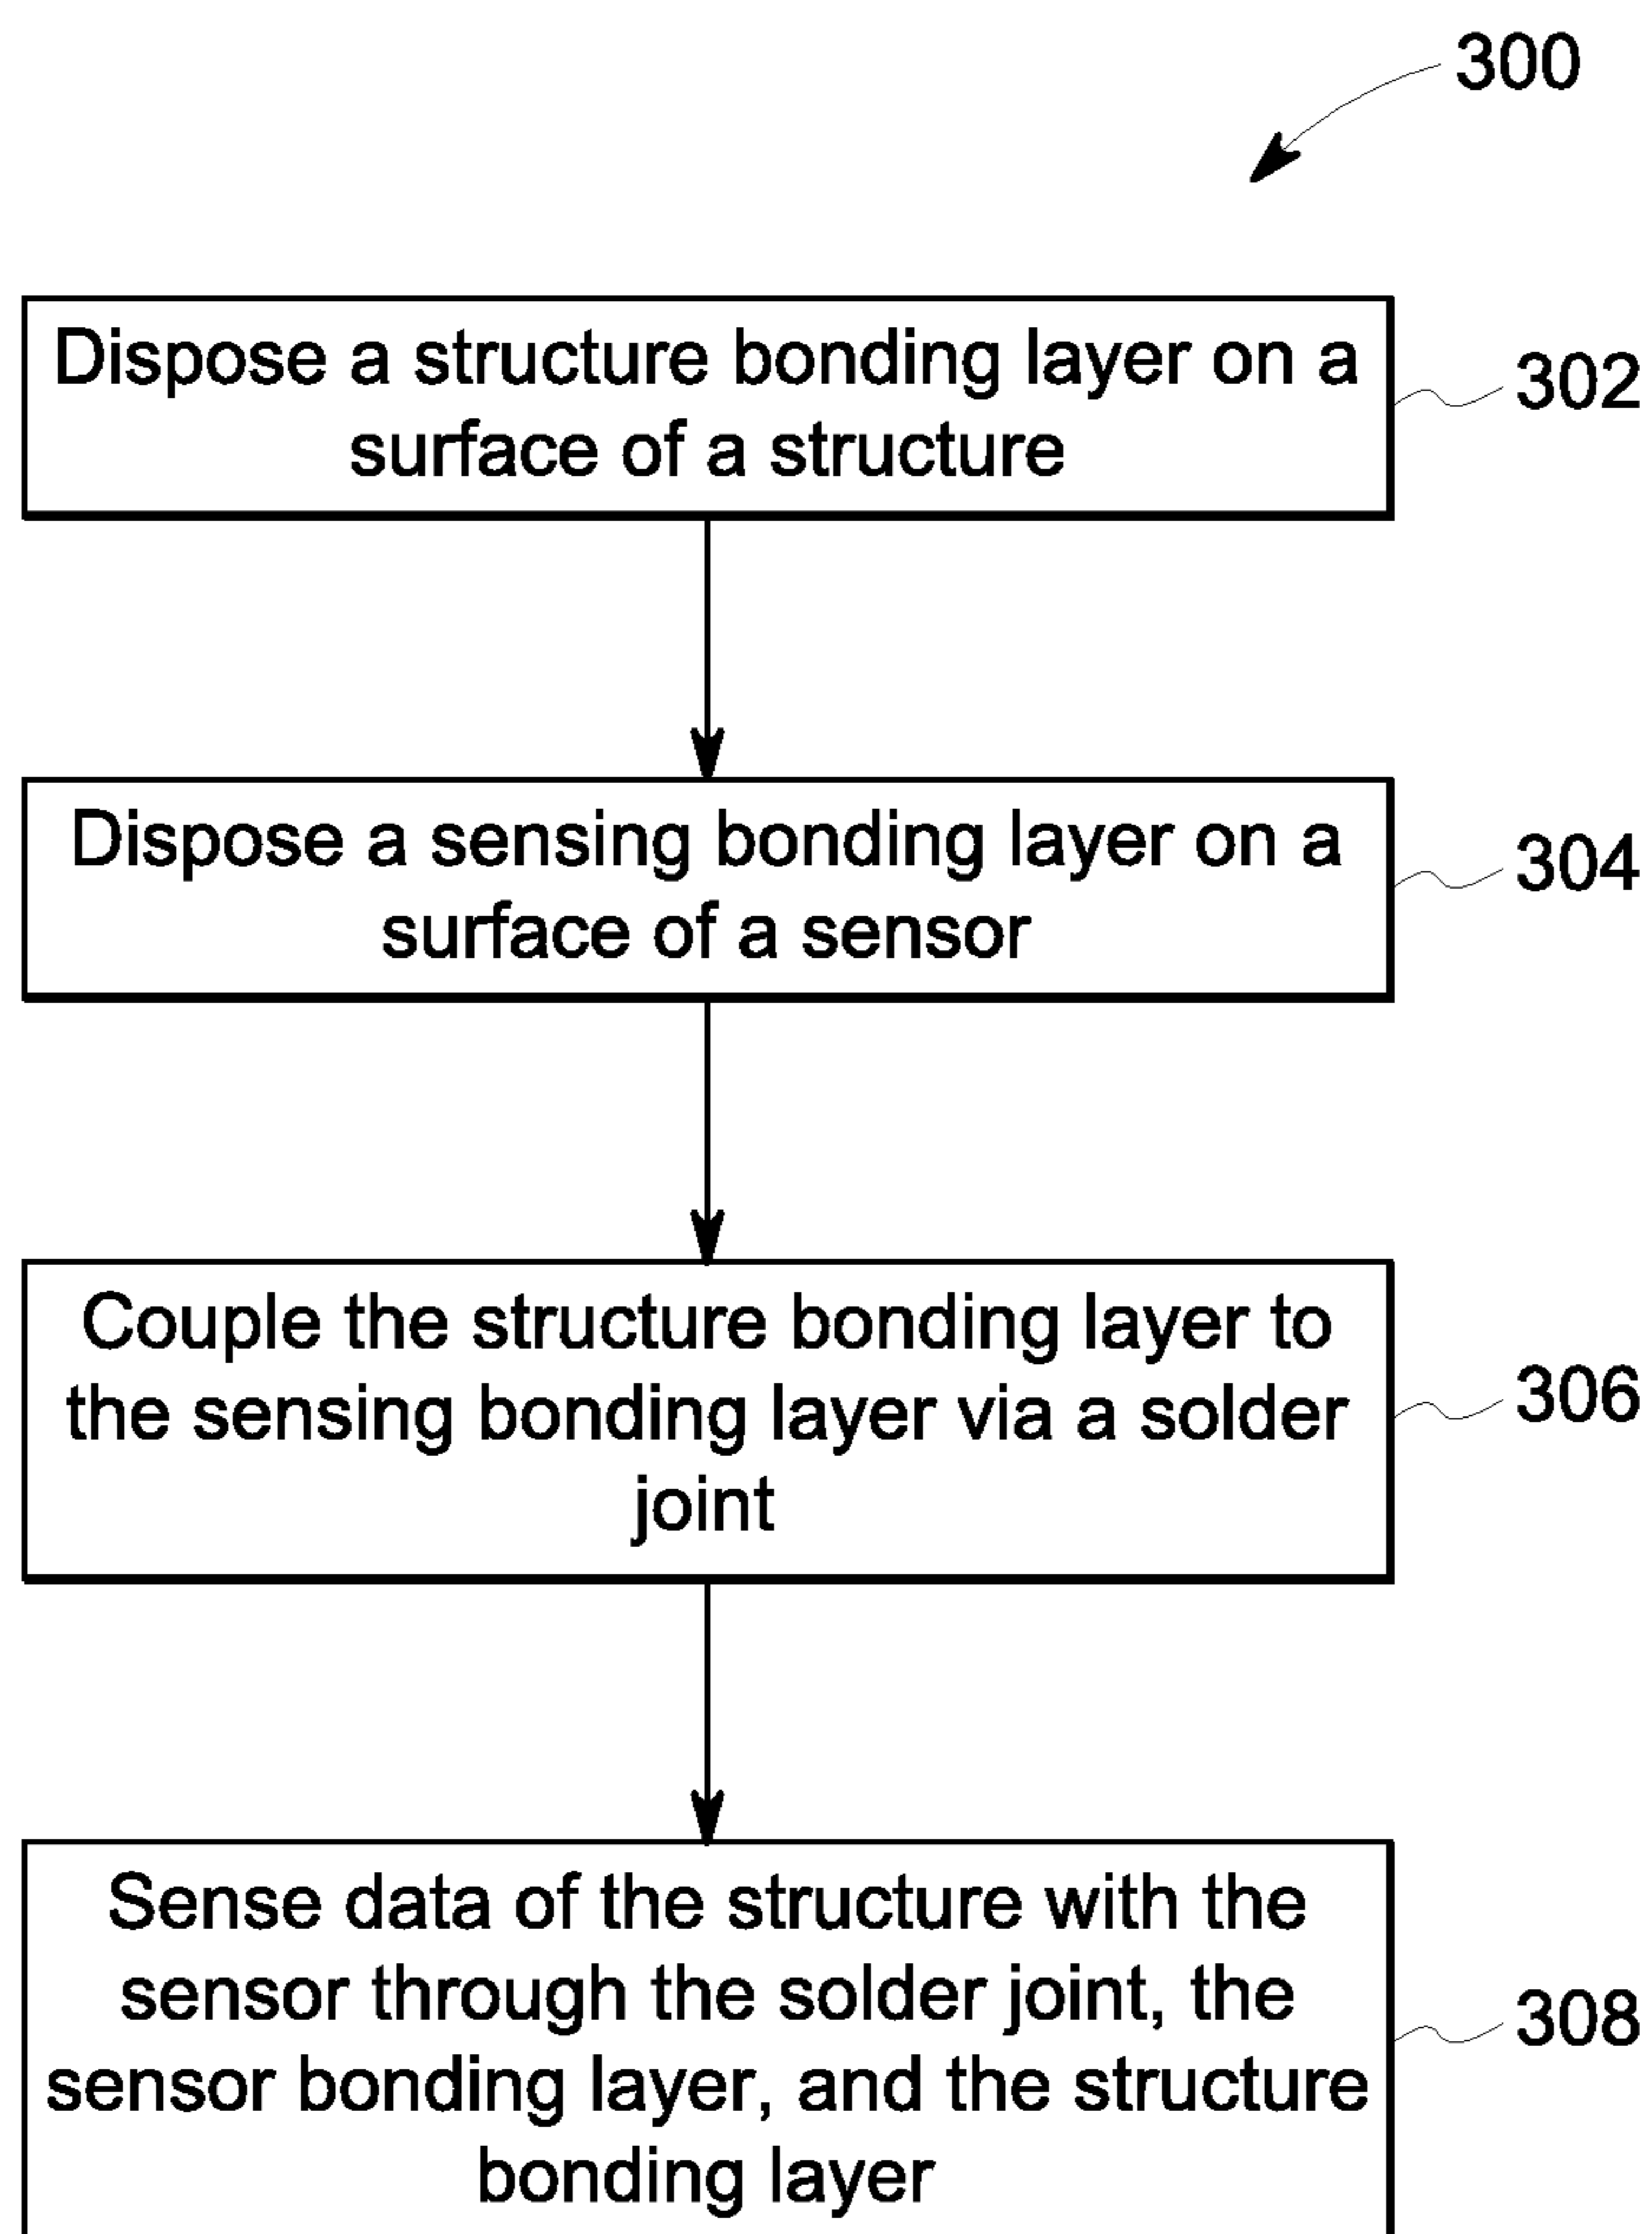 300
Dispose a structure bonding layer on a
surface of a structure
302
Dispose a sensing bonding layer on a
surface of a sensor
304
Couple the structure bonding layer to
the sensing bonding layer via a solder
joint
306
Sense data of the structure with the
sensor through the solder joint, the
sensor bonding layer, and the structure
bonding layer
308